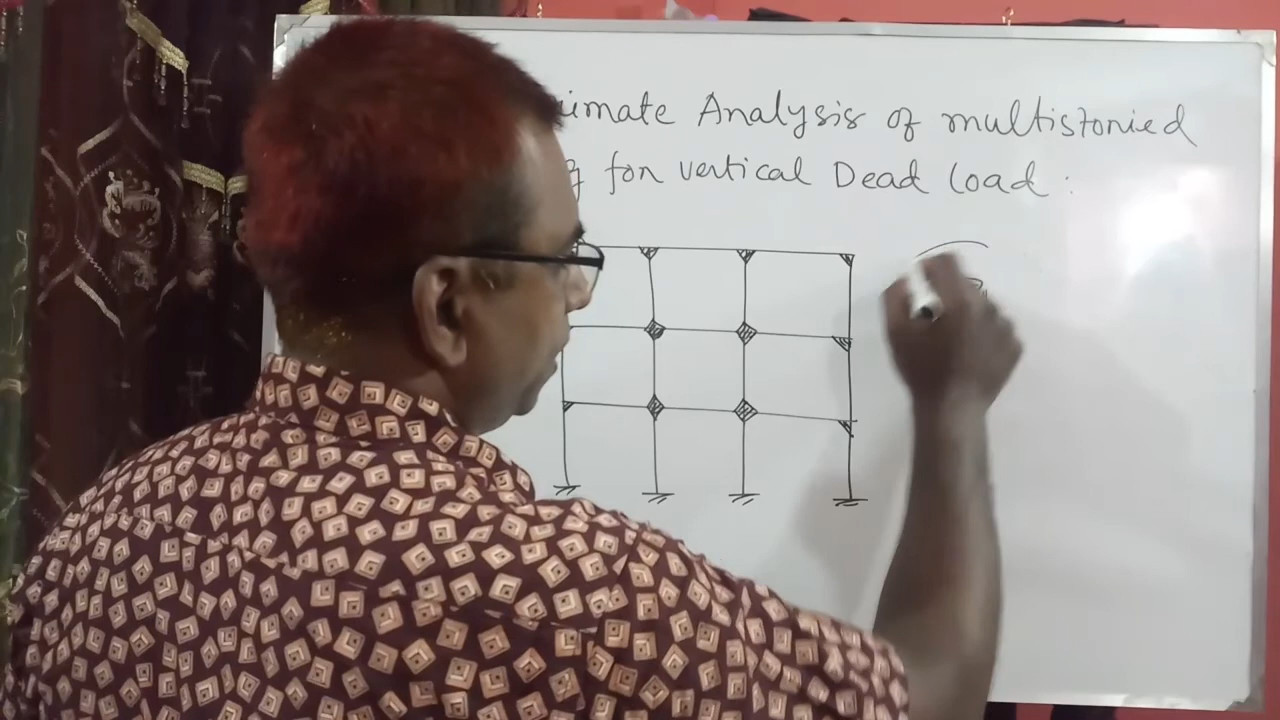 imate Analysis of multistoried
g for vertical Dead load :